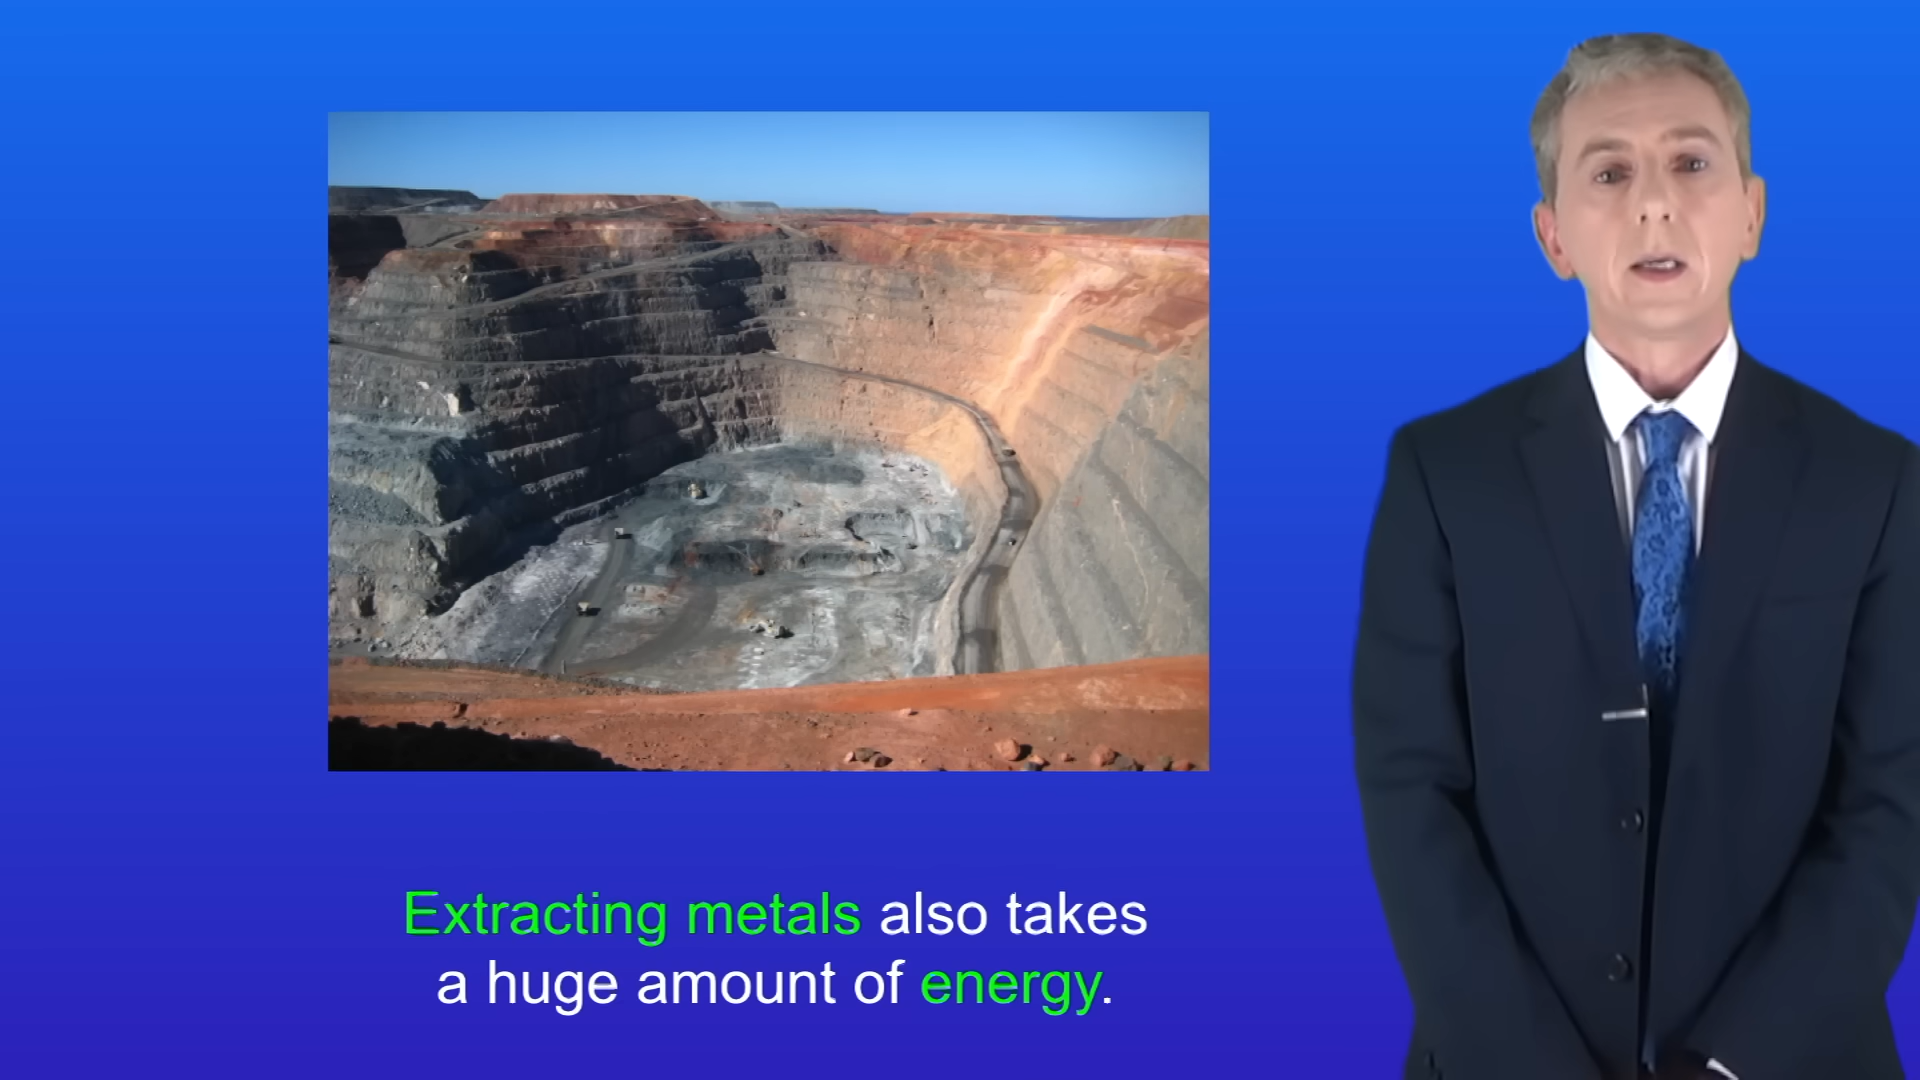 Extracting metals also takes
a huge amount of energy.